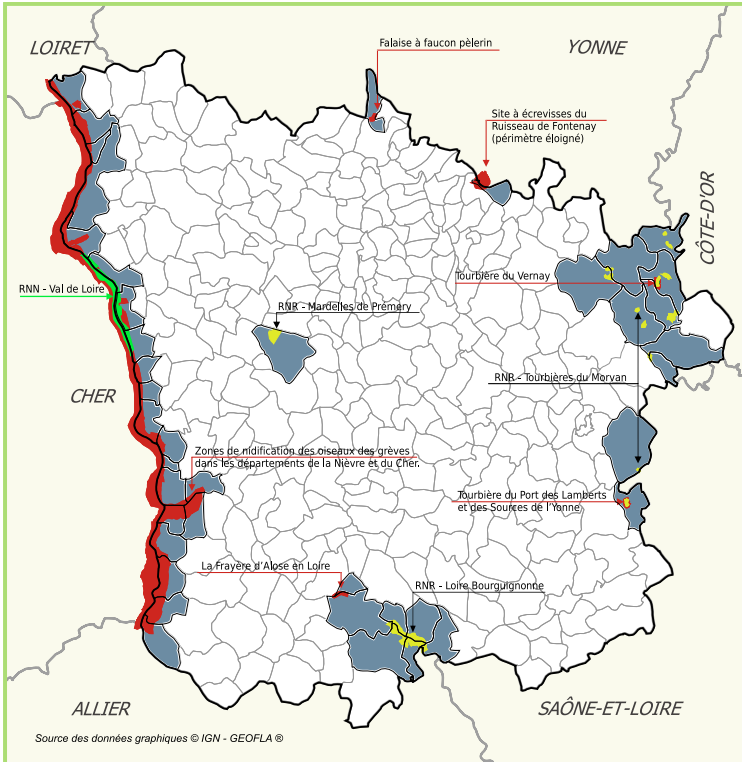 LOIRET
YONNE
Falaise à faucon pèlerin
Site à écrevisses du
Ruisseau de Fontenay
(périmètre éloigné)
CÔTE-D'OR
Tourbière du Vernay
RNN - Val de Loire
RNR - Mardelles de Prémery
RNR - Tourbières du Morvan
CHER
Zones de nidification des oiseaux des grèves
dans les départements de la Nièvre et du Cher.
Tourbière du Port des Lamberts
et des Sources de l'Yonne
La Frayère d'Alose en Loire
RNR - Loire Bourguignonne
ALLIER
SAÔNE-ET-LOIRE
Source des données graphiques © IGN - GEOFLA ®